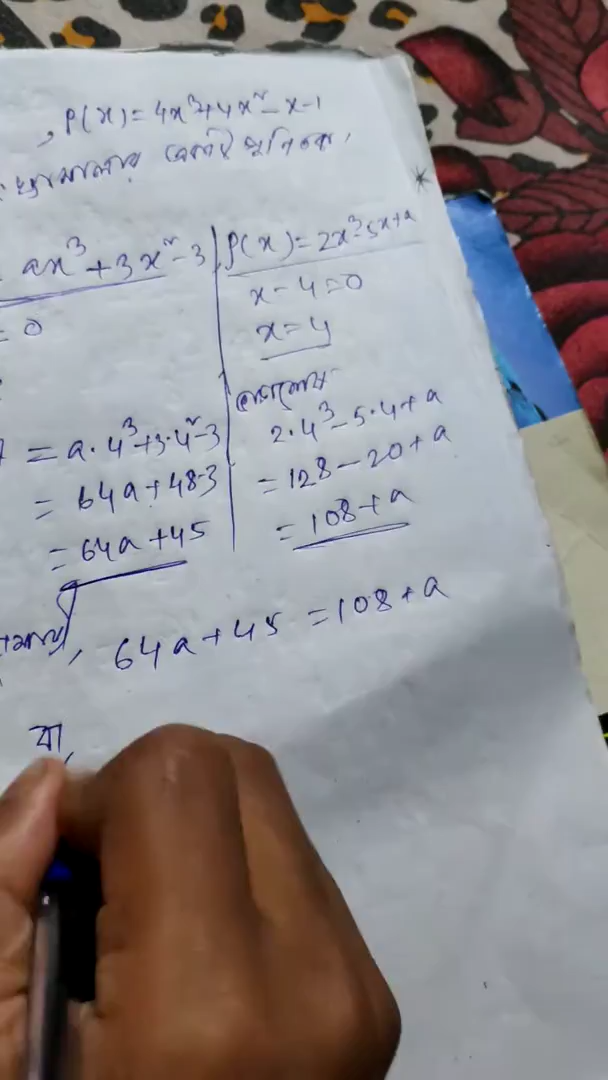 , P(x) = 4x³+4x² - x - 1
ax³ + 3x² - 3
= 0
= a·4³+3·4²-3
= 64a+48-3
= 64a+45
P(x) = 2x³-5x+a
x - 4 = 0
x = 4
2·4³ - 5·4+a
= 128 - 20 + a
= 108 + a
64a+45 = 108 + a
বা,